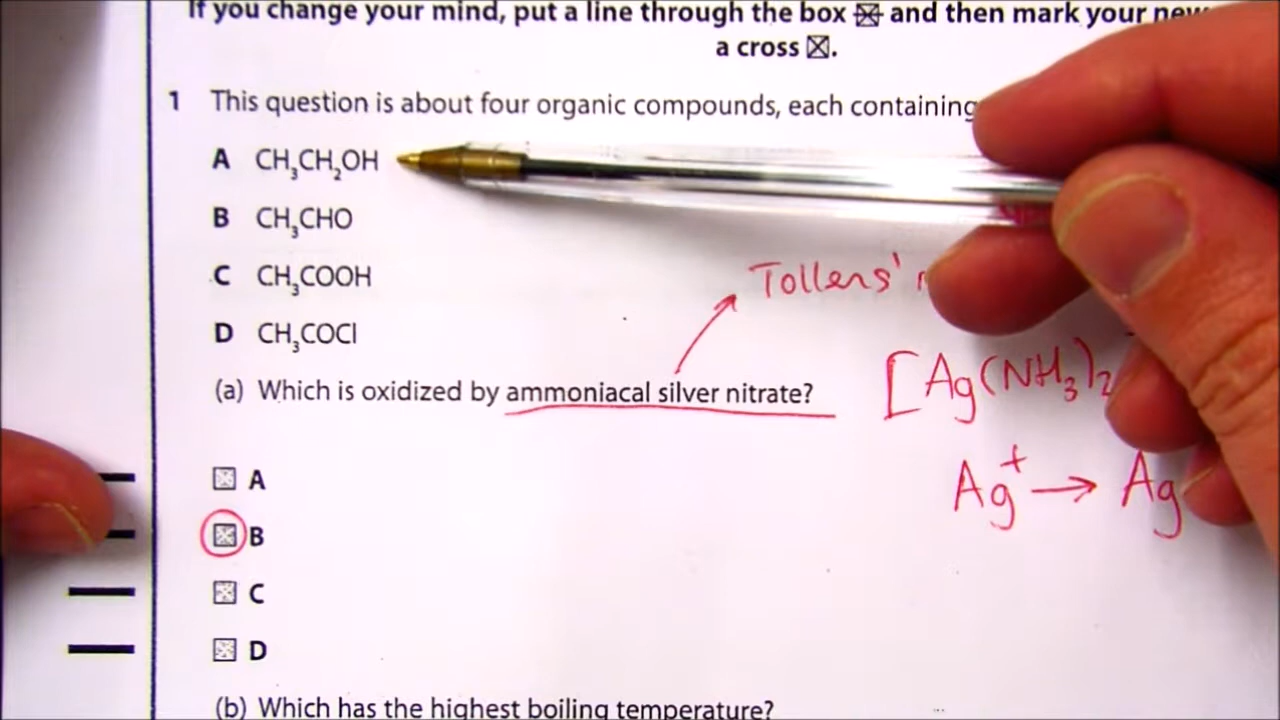 If you change your mind, put a line through the box and then mark your new
a cross .
1 This question is about four organic compounds, each containing
A CH₃CH₂OH
B CH₃CHO
C CH₃COOH
D CH₃COCl
Tollens'
(a) Which is oxidized by ammoniacal silver nitrate?
[Ag(NH₃)₂
Ag⁺ → Ag
A
B
C
D
(b) Which has the highest boiling temperature?